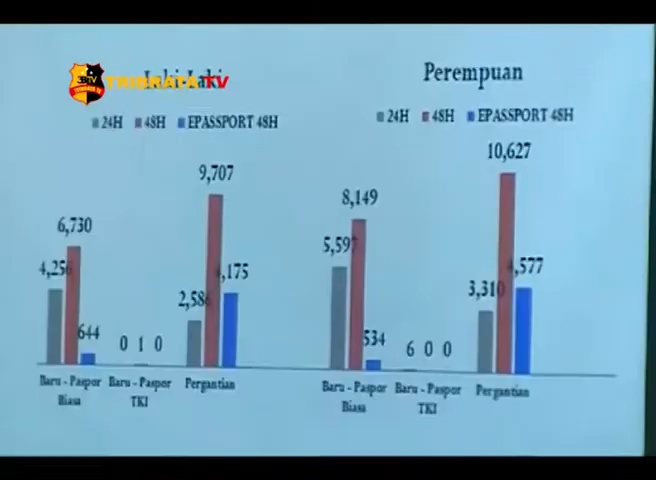 TRIBRATA TV
Laki-Laki
24H 48H EPASSPORT 48H
9,707
6,730
4,256
4,175
2,586
644
0 1 0
Baru - Paspor Biasa
Baru - Paspor TKI
Pergantian
Perempuan
24H 48H EPASSPORT 48H
10,627
8,149
5,597
4,577
3,310
534
6 0 0
Baru - Paspor Biasa
Baru - Paspor TKI
Pergantian